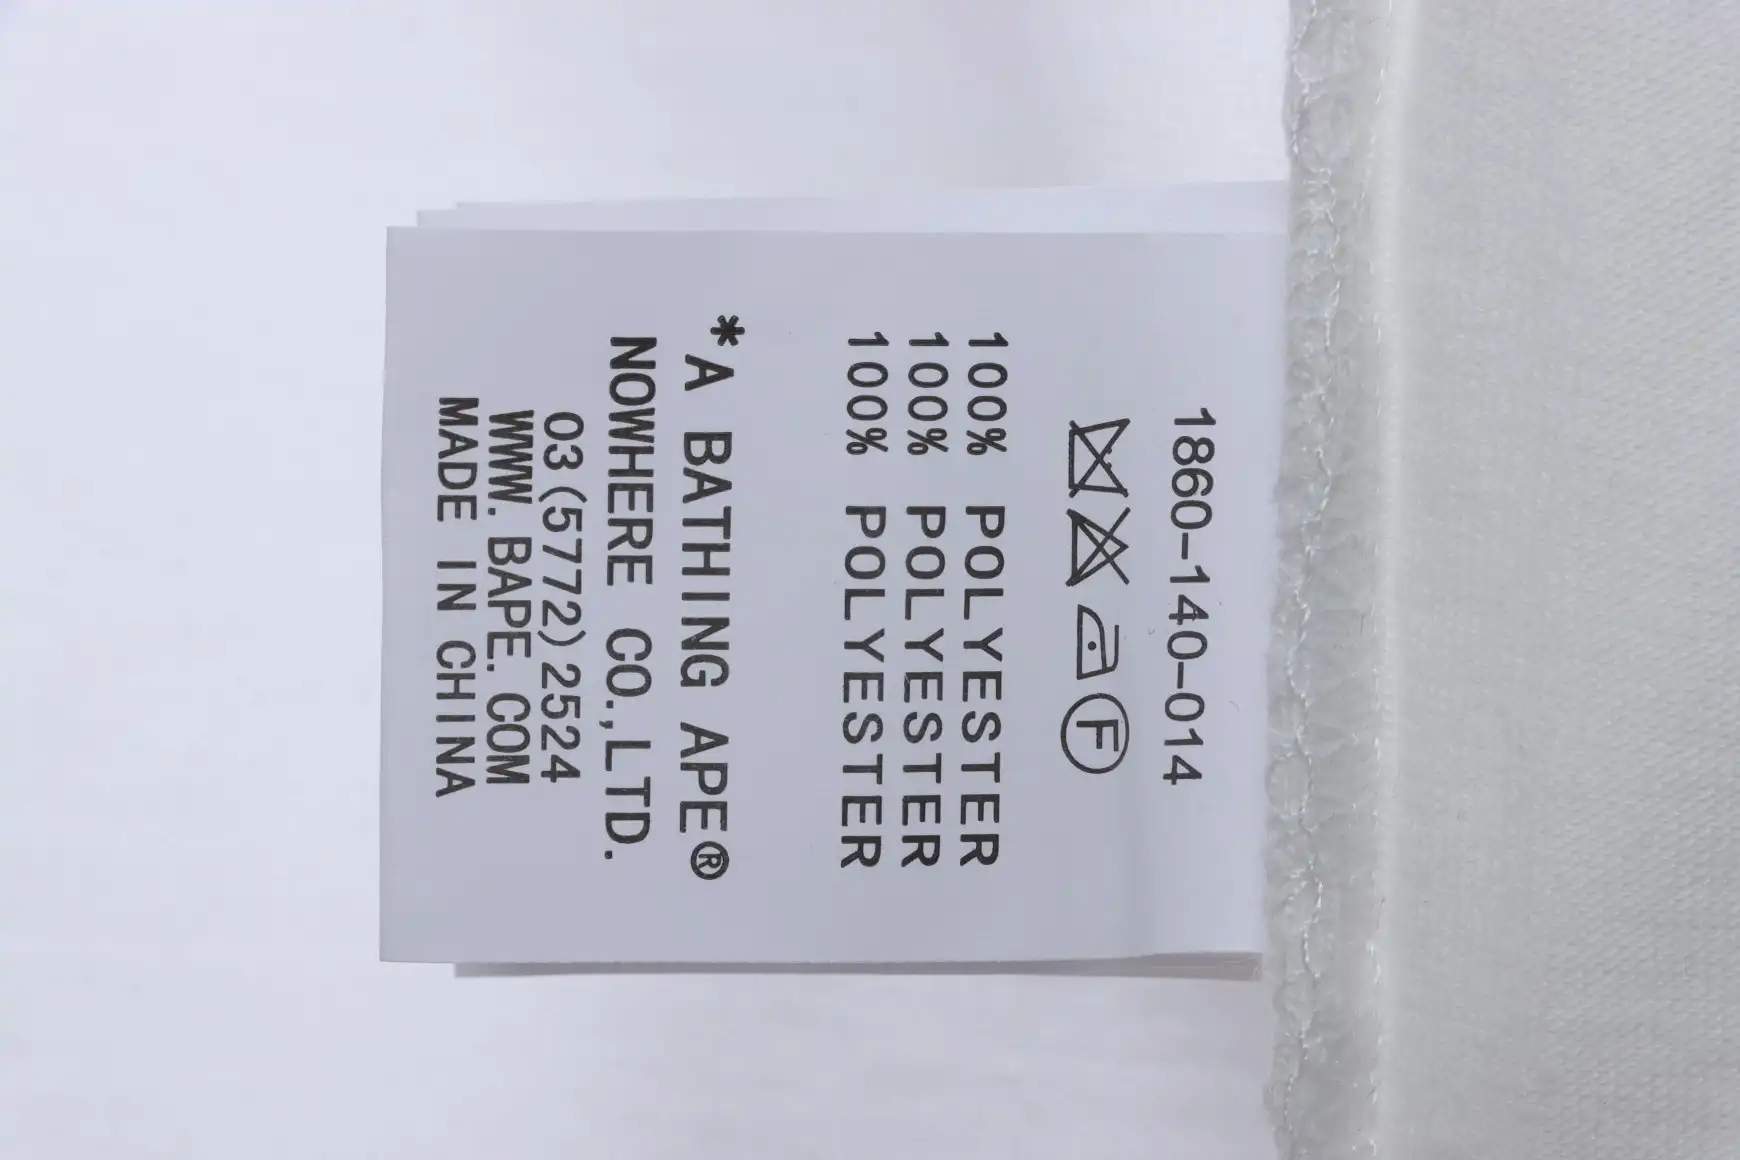 1860-140-014
F
100% POLYESTER
100% POLYESTER
100% POLYESTER
*A BATHING APE®
NOWHERE CO.,LTD.
03(5772)2524
WWW. BAPE. COM
MADE IN CHINA